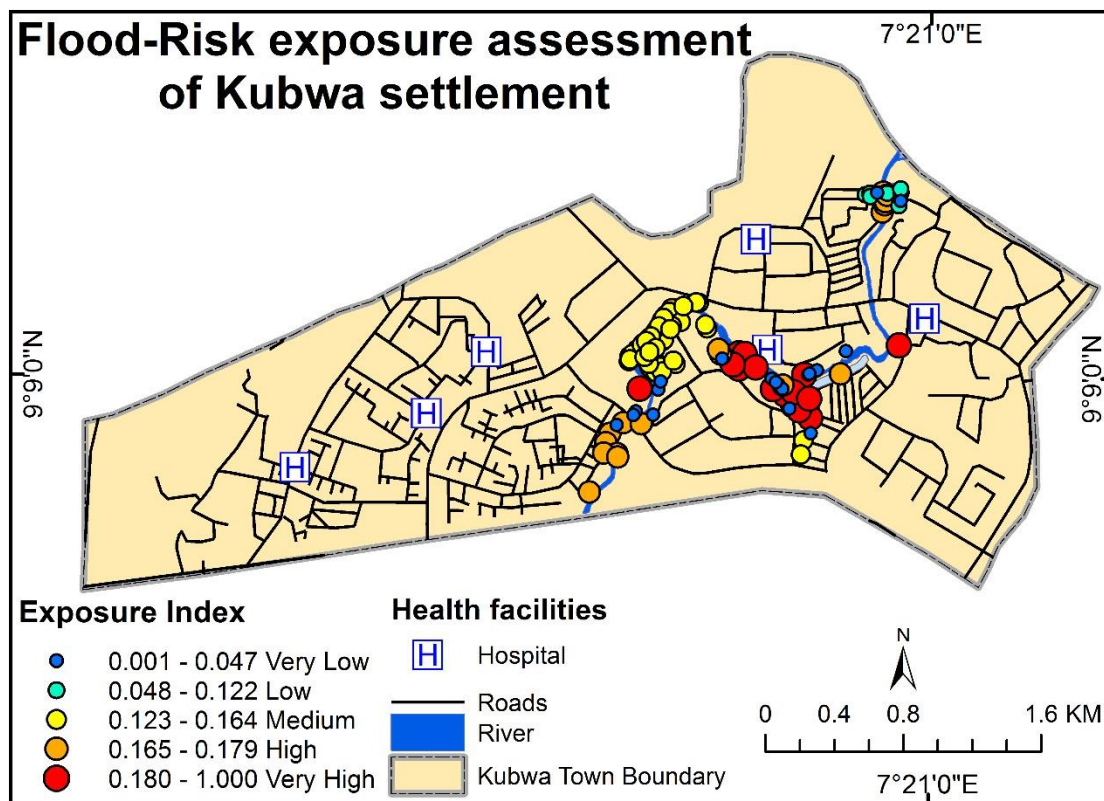 Flood-Risk exposure assessment
of Kubwa settlement
7°21'0"E
H
H
H
H
H
H
9°9'0"N
9°9'0"N
Exposure Index
0.001 - 0.047 Very Low
0.048 - 0.122 Low
0.123 - 0.164 Medium
0.165 - 0.179 High
0.180 - 1.000 Very High
Health facilities
H Hospital
Roads
River
Kubwa Town Boundary
N
0 0.4 0.8 1.6 KM
7°21'0"E